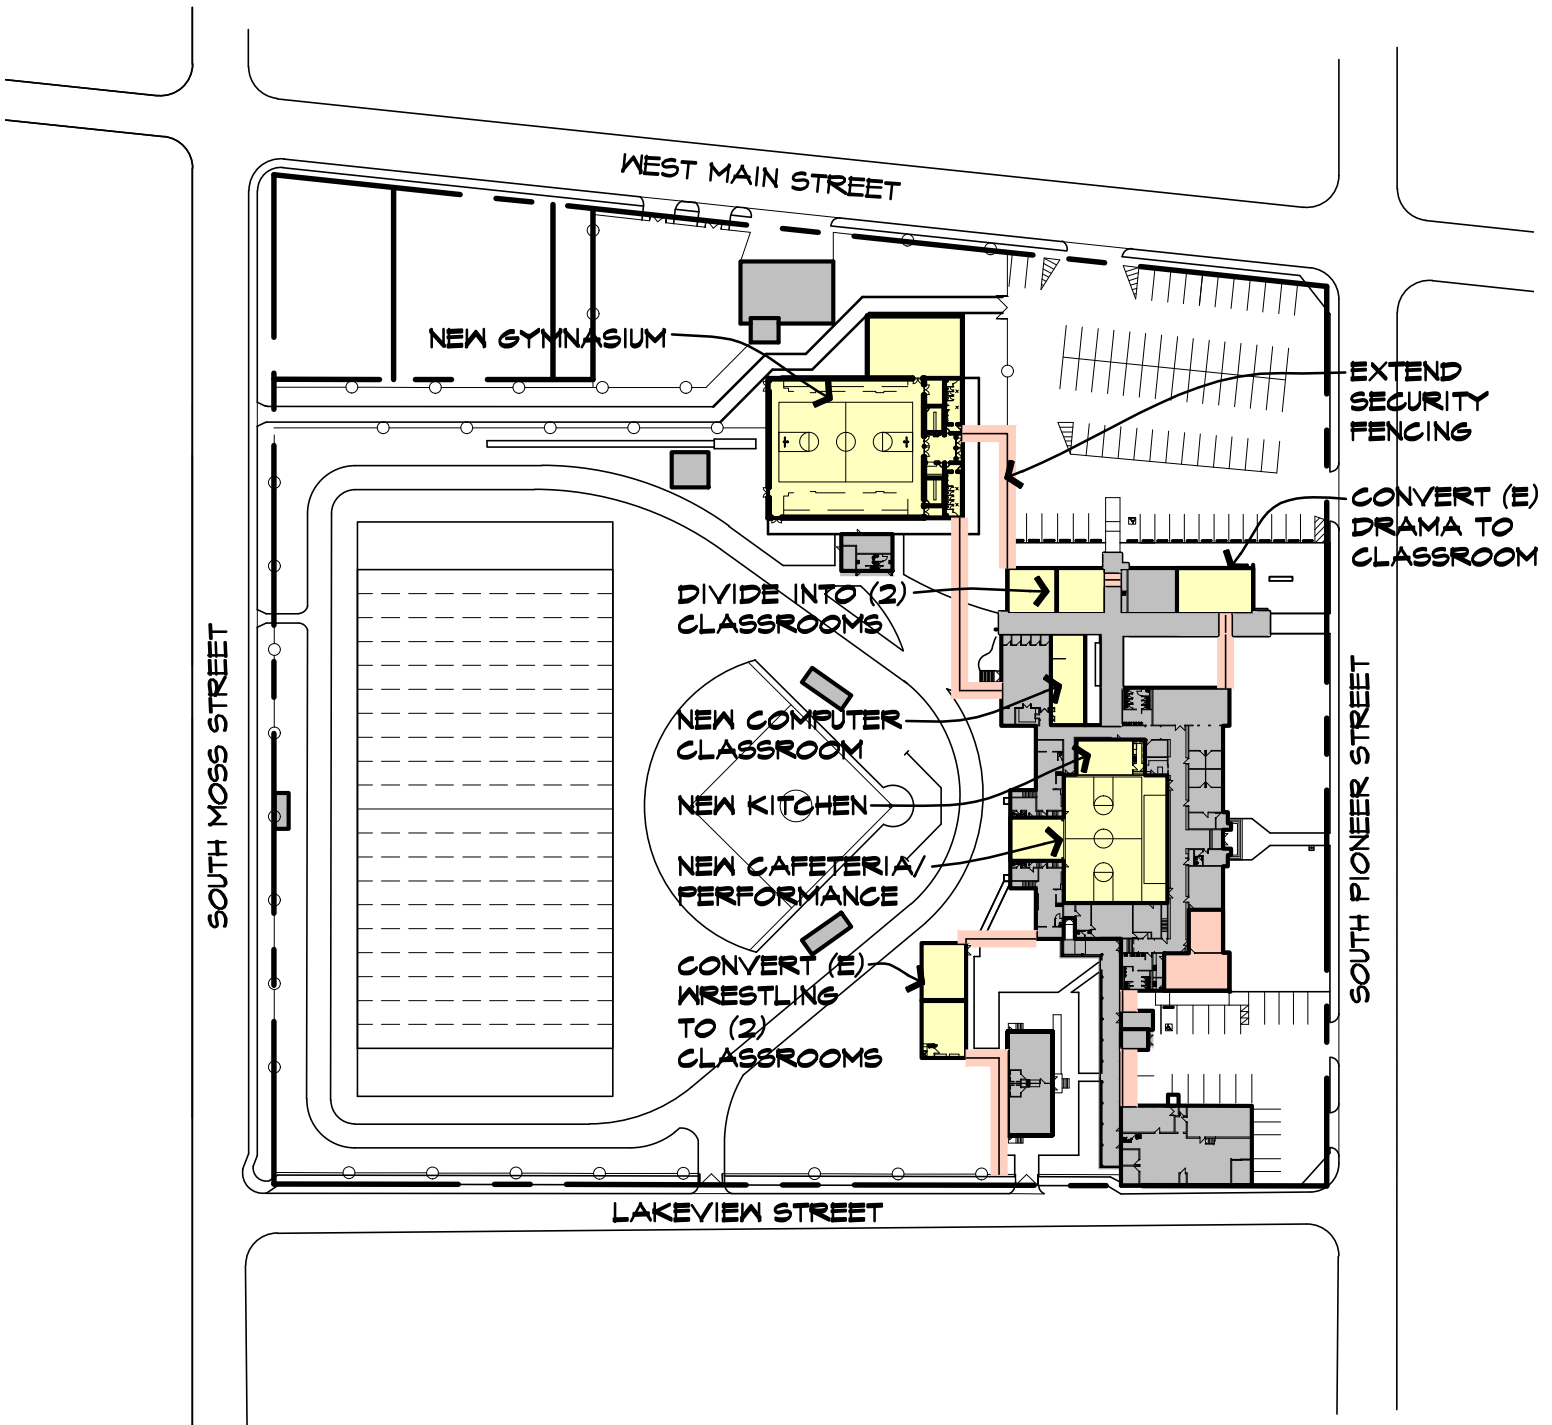 WEST MAIN STREET
NEW GYMNASIUM
EXTEND
SECURITY
FENCING
CONVERT (E)
DRAMA TO
CLASSROOM
DIVIDE INTO (2)
CLASSROOMS
SOUTH MOSS STREET
SOUTH PIONEER STREET
NEW COMPUTER
CLASSROOM
NEW KITCHEN
NEW CAFETERIA/
PERFORMANCE
CONVERT (E)
WRESTLING
TO (2)
CLASSROOMS
LAKEVIEW STREET